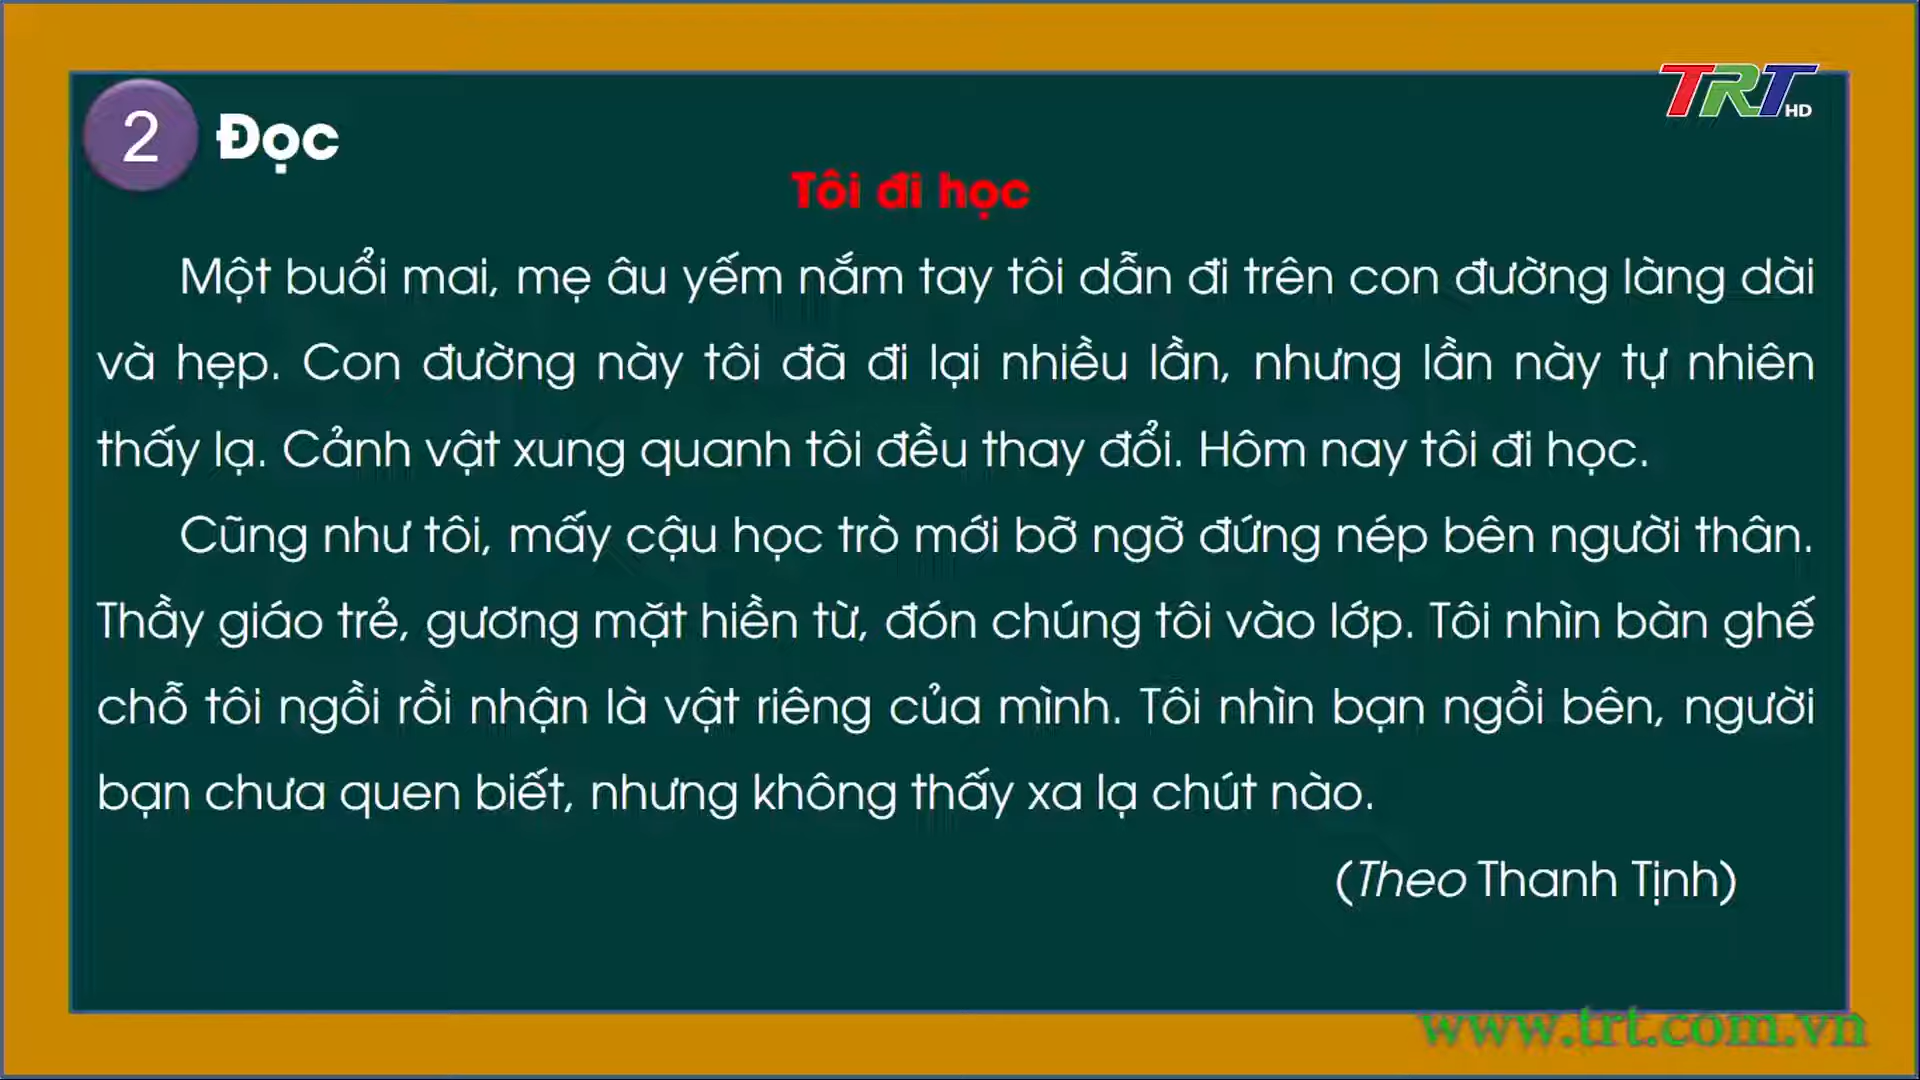 TRT HD
2 Đọc
Tôi đi học
Một buổi mai, mẹ âu yếm nắm tay tôi dẫn đi trên con đường làng dài
và hẹp. Con đường này tôi đã đi lại nhiều lần, nhưng lần này tự nhiên
thấy lạ. Cảnh vật xung quanh tôi đều thay đổi. Hôm nay tôi đi học.
Cũng như tôi, mấy cậu học trò mới bỡ ngỡ đứng nép bên người thân.
Thầy giáo trẻ, gương mặt hiền từ, đón chúng tôi vào lớp. Tôi nhìn bàn ghế
chỗ tôi ngồi rồi nhận là vật riêng của mình. Tôi nhìn bạn ngồi bên, người
bạn chưa quen biết, nhưng không thấy xa lạ chút nào.
(Theo Thanh Tịnh)
www.trt.com.vn